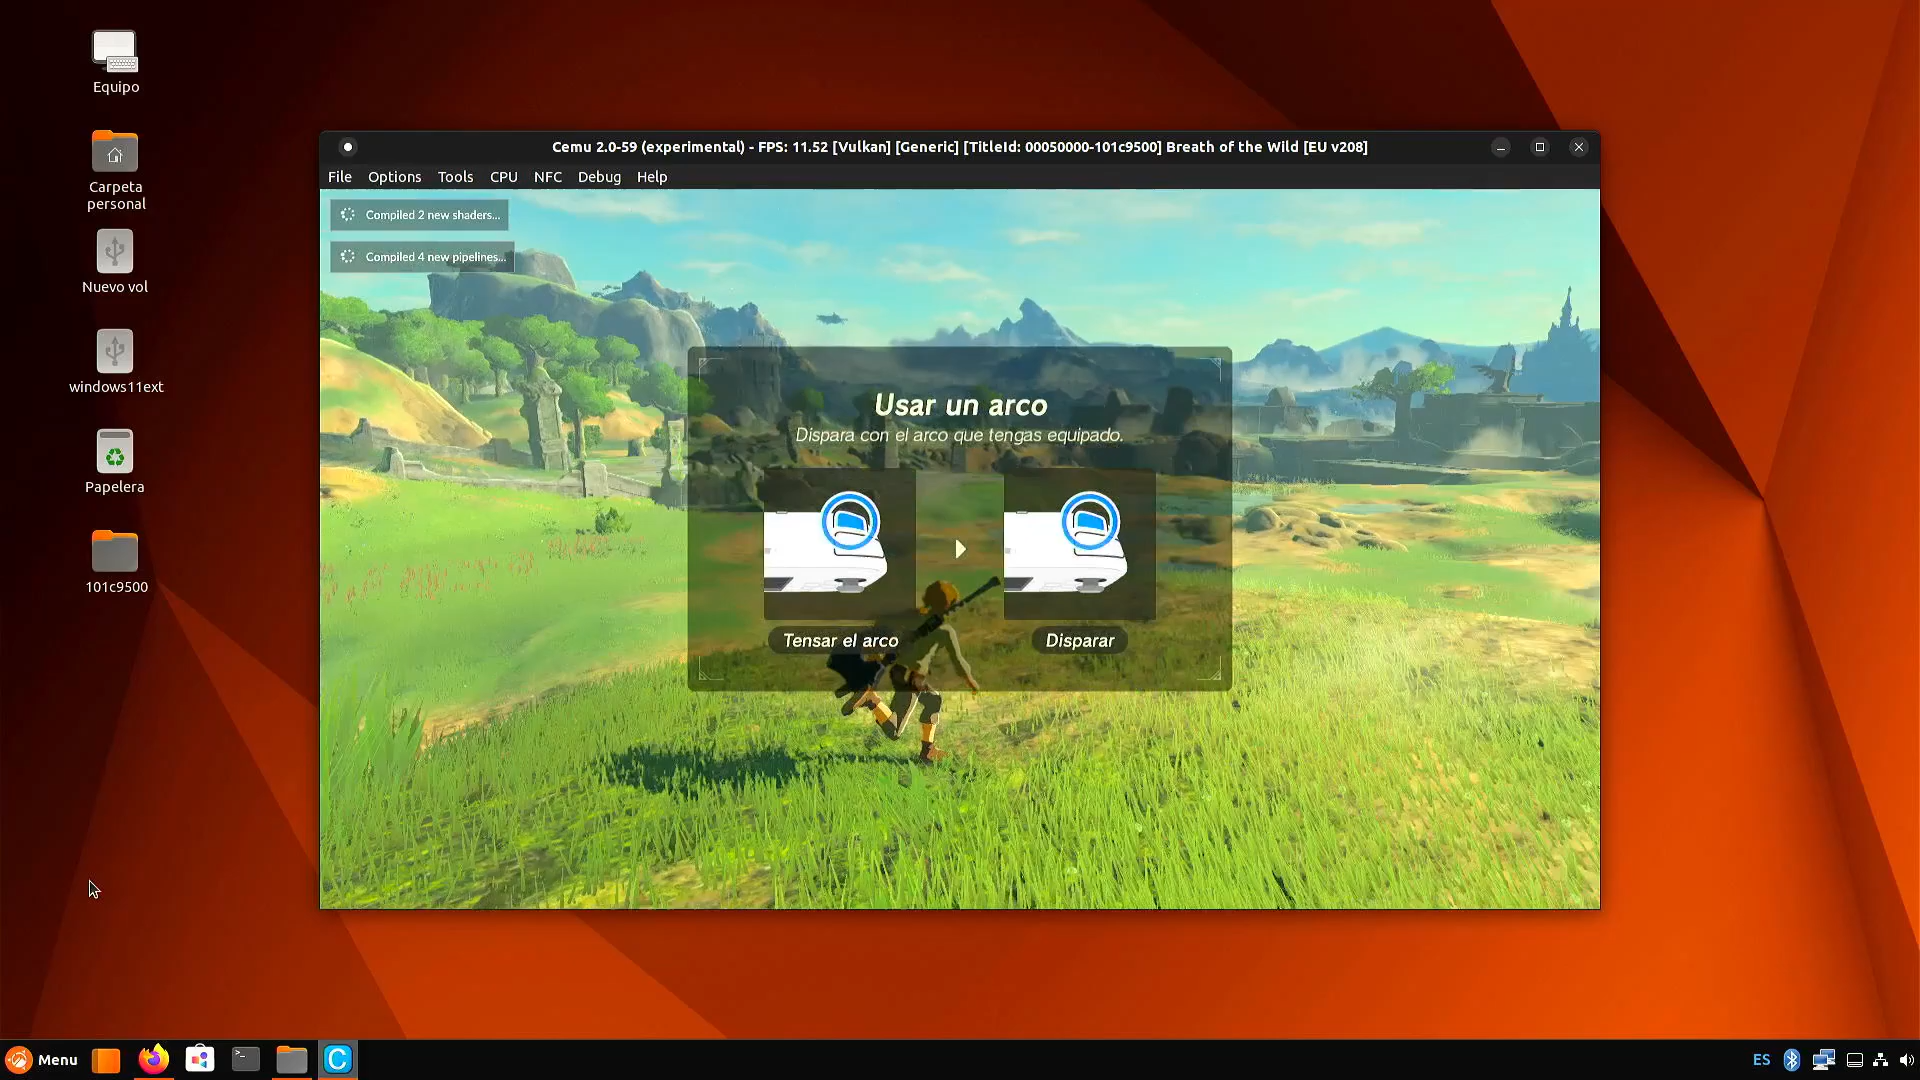 Equipo
Carpeta
personal
Nuevo vol
windows11ext
Papelera
101c9500
Cemu 2.0-59 (experimental) - FPS: 11.52 [Vulkan] [Generic] [TitleId: 00050000-101c9500] Breath of the Wild [EU v208]
File Options Tools CPU NFC Debug Help
Compiled 2 new shaders...
Compiled 4 new pipelines...
Usar un arco
Dispara con el arco que tengas equipado.
Tensar el arco
Disparar
Menu
ES